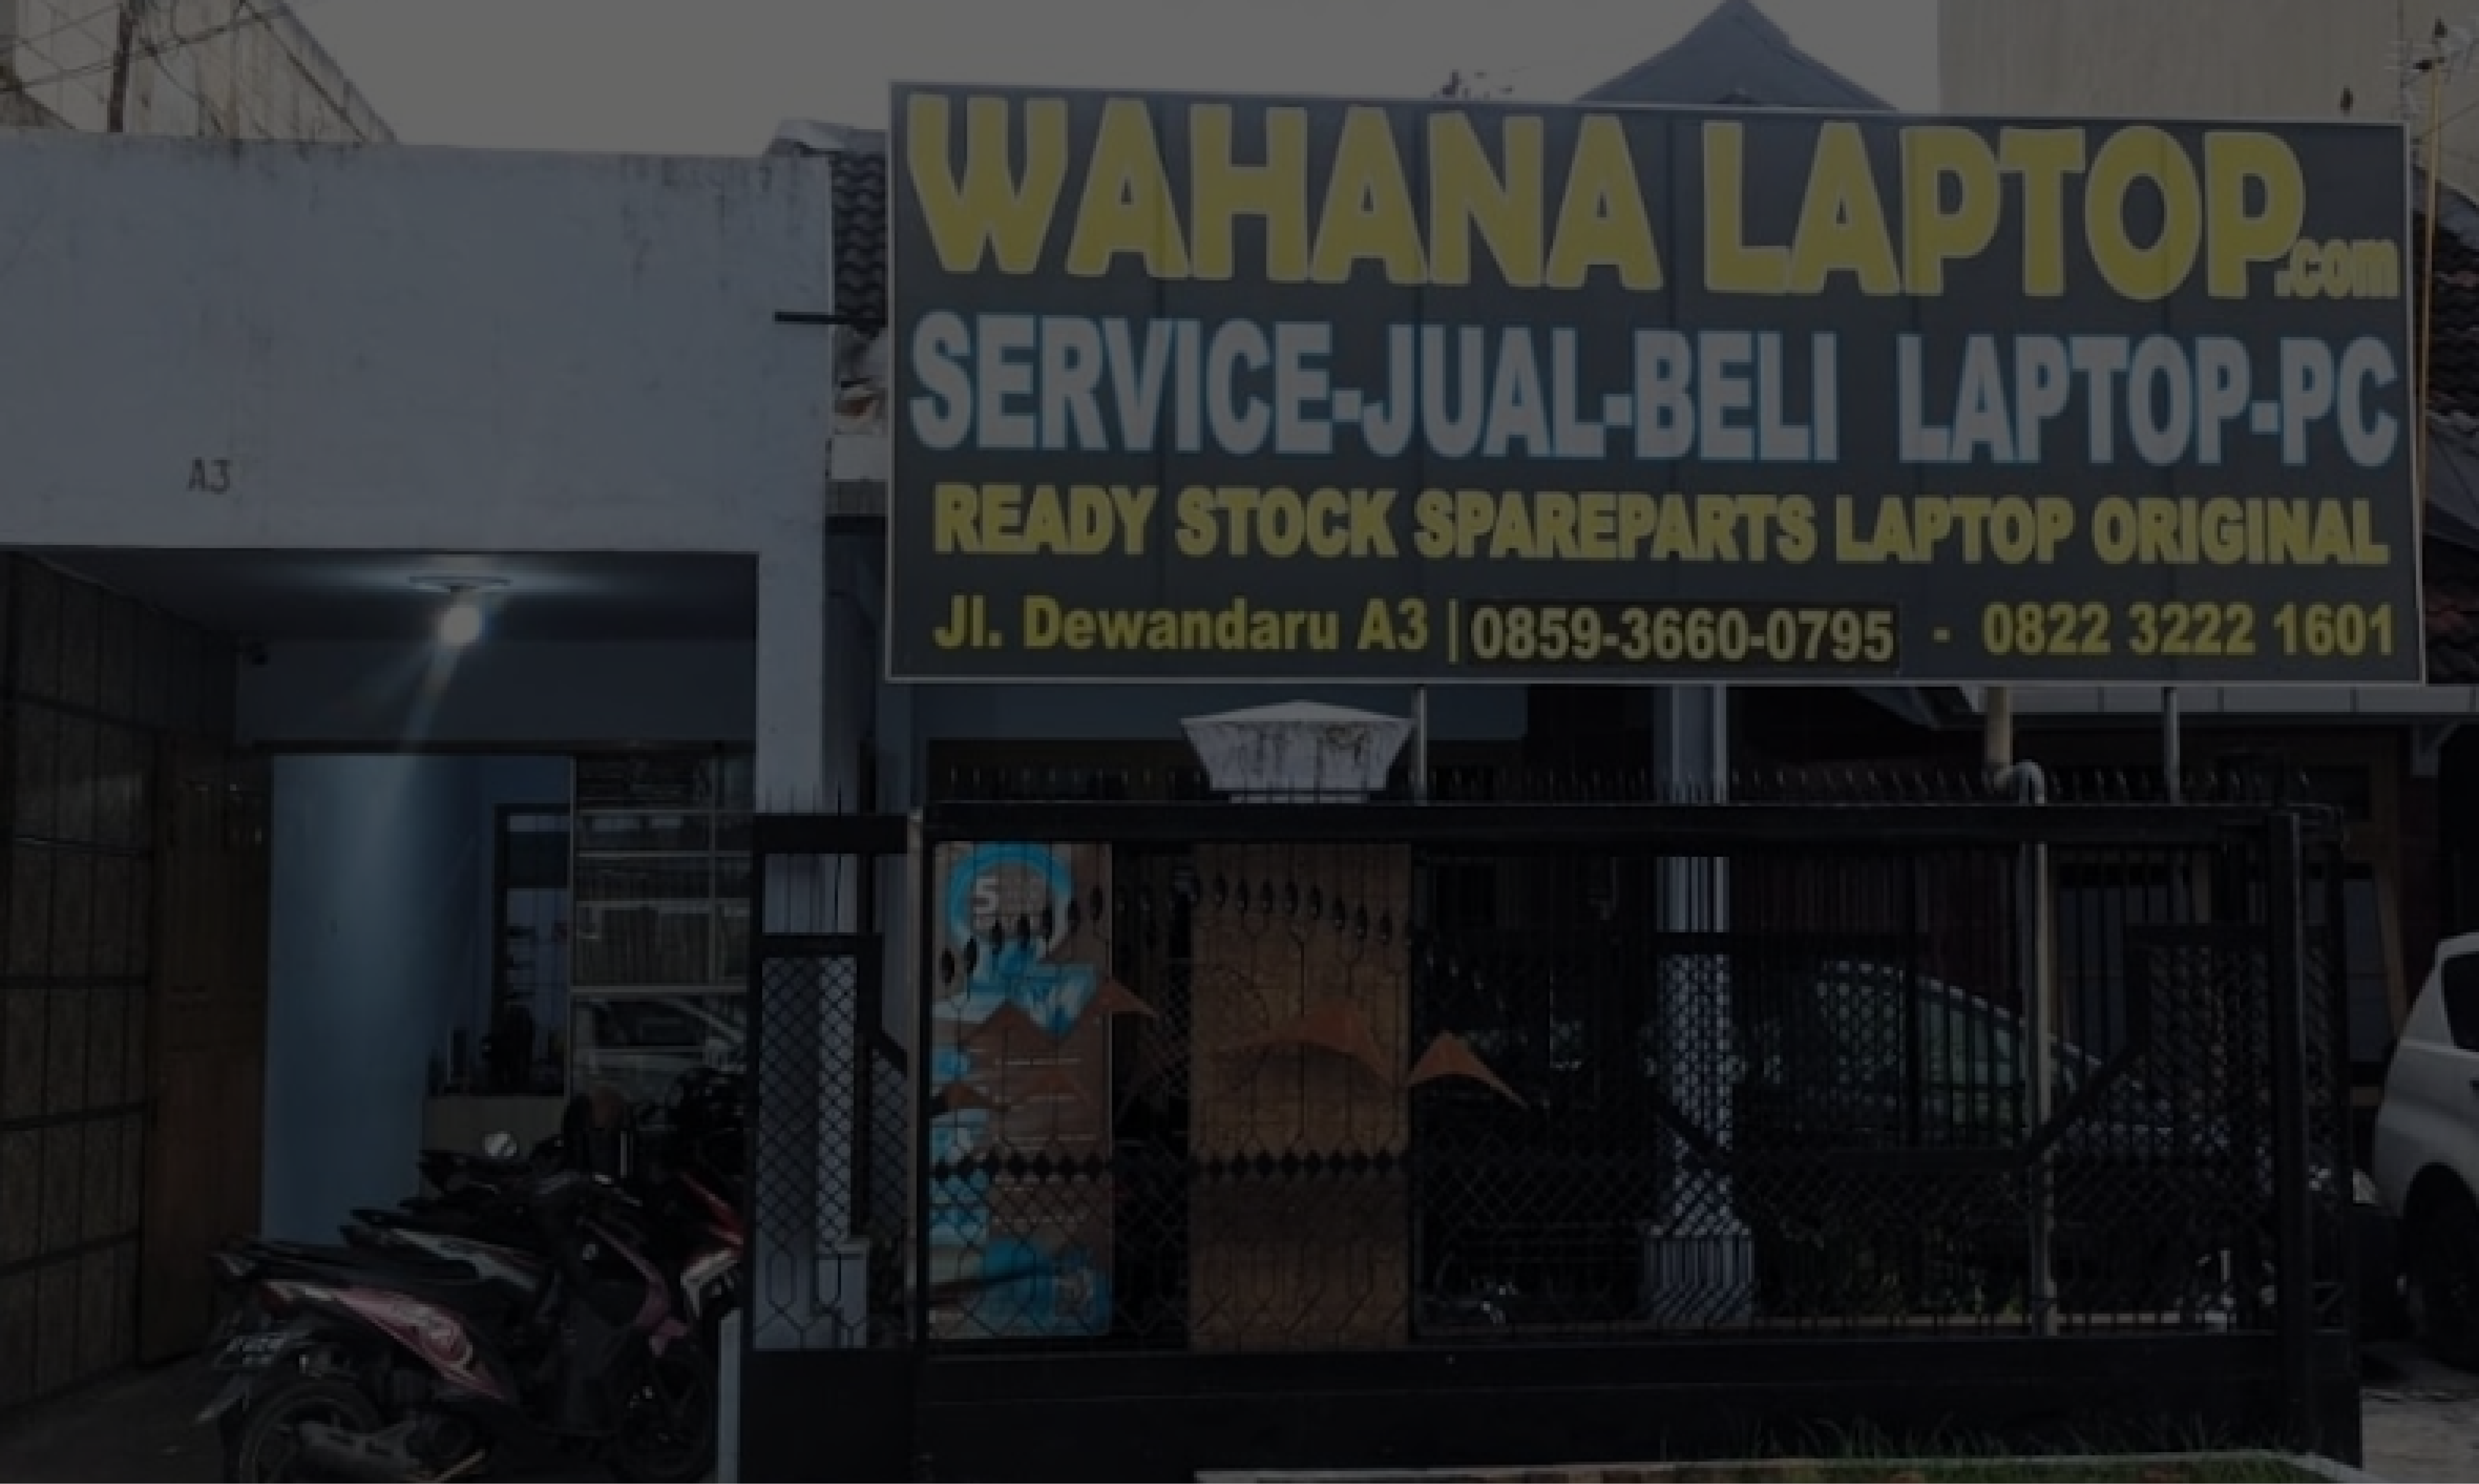 WAHANA LAPTOP.com
SERVICE-JUAL-BELI LAPTOP-PC
READY STOCK SPAREPARTS LAPTOP ORIGINAL
Jl. Dewandaru A3 | 0859-3660-0795 - 0822 3222 1601
A3
5